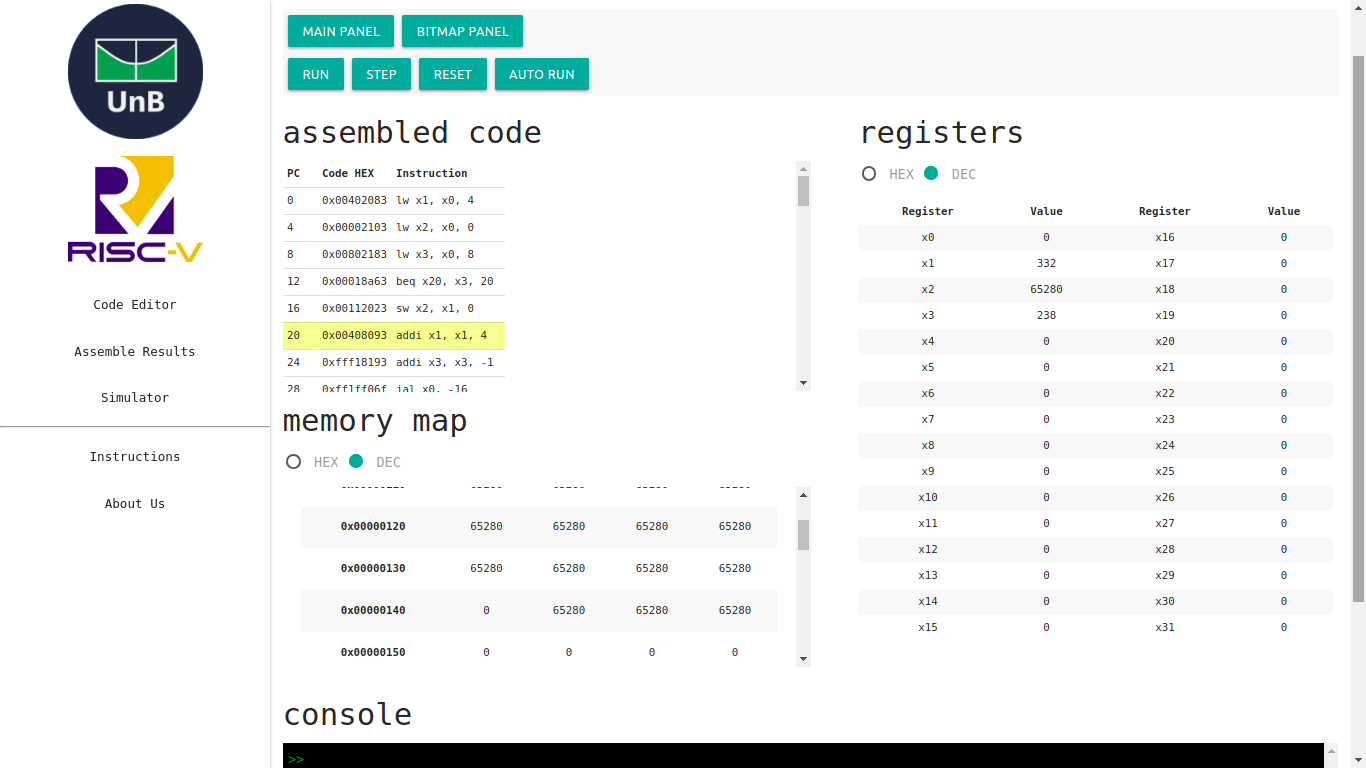 UnB
RISC-V
Code Editor
Assemble Results
Simulator
Instructions
About Us
MAIN PANEL BITMAP PANEL
RUN STEP RESET AUTO RUN
assembled code
PC Code HEX Instruction
0 0x00402083 lw x1, x0, 4
4 0x00002103 lw x2, x0, 0
8 0x00802183 lw x3, x0, 8
12 0x00018a63 beq x20, x3, 20
16 0x00112023 sw x2, x1, 0
20 0x00408093 addi x1, x1, 4
24 0xfff18193 addi x3, x3, -1
28 0xff1ff06f jal x0, -16
memory map
HEX DEC
0x00000120 65280 65280 65280 65280
0x00000130 65280 65280 65280 65280
0x00000140 0 65280 65280 65280
0x00000150 0 0 0 0
registers
HEX DEC
Register Value Register Value
x0 0 x16 0
x1 332 x17 0
x2 65280 x18 0
x3 238 x19 0
x4 0 x20 0
x5 0 x21 0
x6 0 x22 0
x7 0 x23 0
x8 0 x24 0
x9 0 x25 0
x10 0 x26 0
x11 0 x27 0
x12 0 x28 0
x13 0 x29 0
x14 0 x30 0
x15 0 x31 0
console
>>